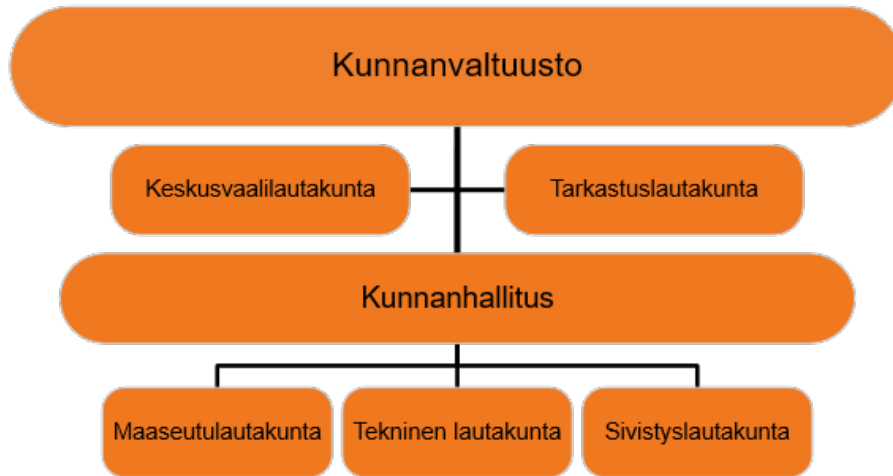 Kunnanvaltuusto
Keskusvaalilautakunta
Tarkastuslautakunta
Kunnanhallitus
Maaseutulautakunta
Tekninen lautakunta
Sivistyslautakunta